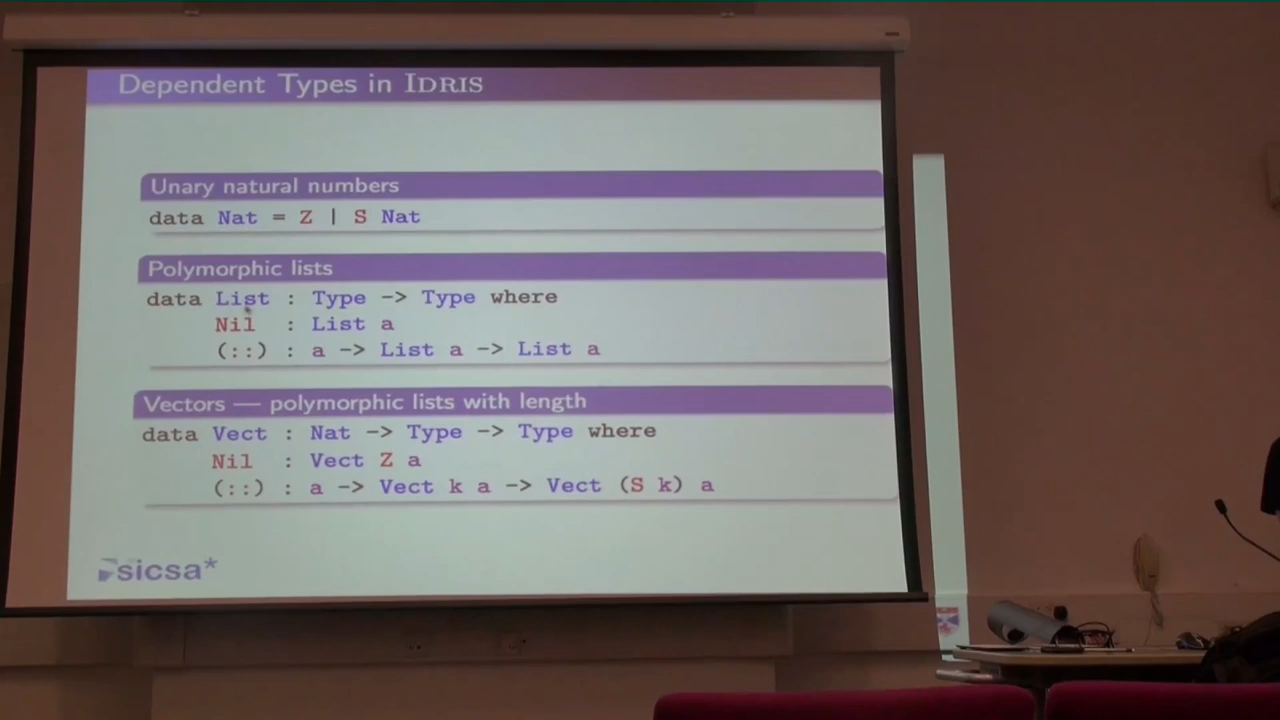 Dependent Types in IDRIS
Unary natural numbers
data Nat = Z | S Nat
Polymorphic lists
data List : Type -> Type where
Nil : List a
(::) : a -> List a -> List a
Vectors — polymorphic lists with length
data Vect : Nat -> Type -> Type where
Nil : Vect Z a
(::) : a -> Vect k a -> Vect (S k) a
sicsa*